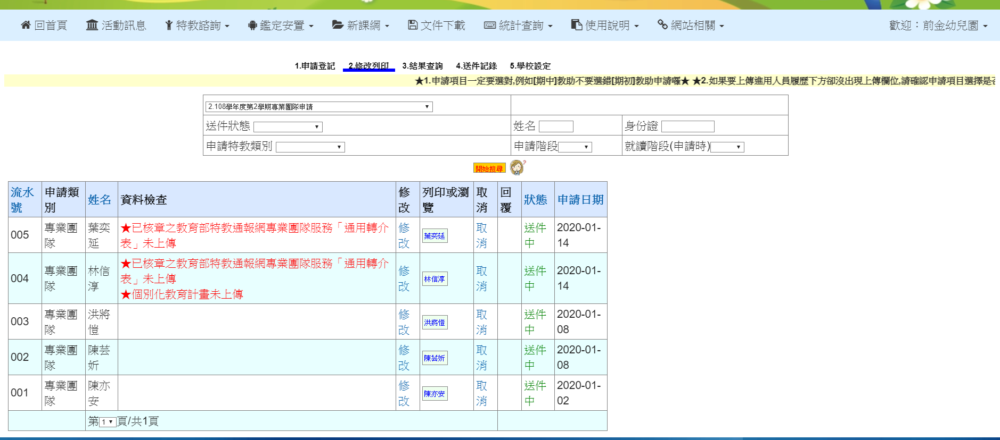 回首頁 活動訊息 特教諮詢 鑑定安置 新課綱 文件下載 統計查詢 使用說明 網站相關 歡迎：前金幼兒園
1.申請登記 2.修改列印 3.結果查詢 4.送件記錄 5.學校設定
★1.申請項目一定要選對,例如[期中]教助不要選錯[期初]教助申請喔★ ★2.如果要上傳進用人員履歷下方卻沒出現上傳欄位,請確認申請項目選擇是否
2.108學年度第2學期專業團隊申請
送件狀態 姓名 身份證
申請特教類別 申請階段 就讀階段(申請時)
開始搜尋
流水號 申請類別 姓名 資料檢查 修改 列印或瀏覽 取消 回覆 狀態 申請日期
005 專業團隊 葉奕延 ★已核章之教育部特教通報網專業團隊服務「通用轉介表」未上傳 修改 葉奕延 取消 送件中 2020-01-14
004 專業團隊 林信淳 ★已核章之教育部特教通報網專業團隊服務「通用轉介表」未上傳 ★個別化教育計畫未上傳 修改 林信淳 取消 送件中 2020-01-14
003 專業團隊 洪將愷 修改 洪將愷 取消 送件中 2020-01-08
002 專業團隊 陳芸妡 修改 陳芸妡 取消 送件中 2020-01-08
001 專業團隊 陳亦安 修改 陳亦安 取消 送件中 2020-01-02
第1頁/共1頁